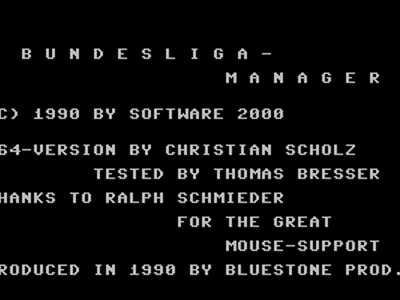 B U N D E S L I G A -
M A N A G E R
C) 1990 BY SOFTWARE 2000
64-VERSION BY CHRISTIAN SCHOLZ
TESTED BY THOMAS BRESSER
HANKS TO RALPH SCHMIEDER
FOR THE GREAT
MOUSE-SUPPORT
RODUCED IN 1990 BY BLUESTONE PROD.